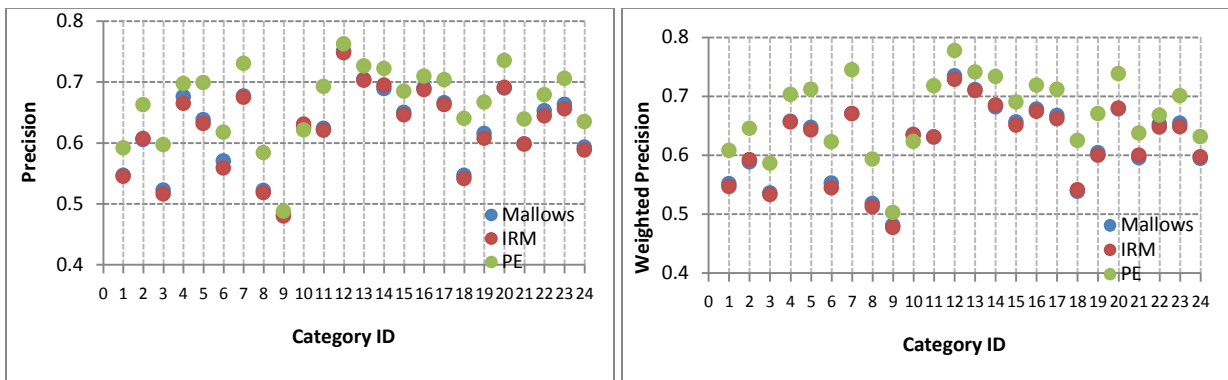 0.8
0.7
0.6
0.5
0.4
Precision
0 1 2 3 4 5 6 7 8 9 10 11 12 13 14 15 16 17 18 19 20 21 22 23 24
Category ID
Mallows
IRM
PE
0.8
0.7
0.6
0.5
0.4
Weighted Precision
0 1 2 3 4 5 6 7 8 9 10 11 12 13 14 15 16 17 18 19 20 21 22 23 24
Category ID
Mallows
IRM
PE